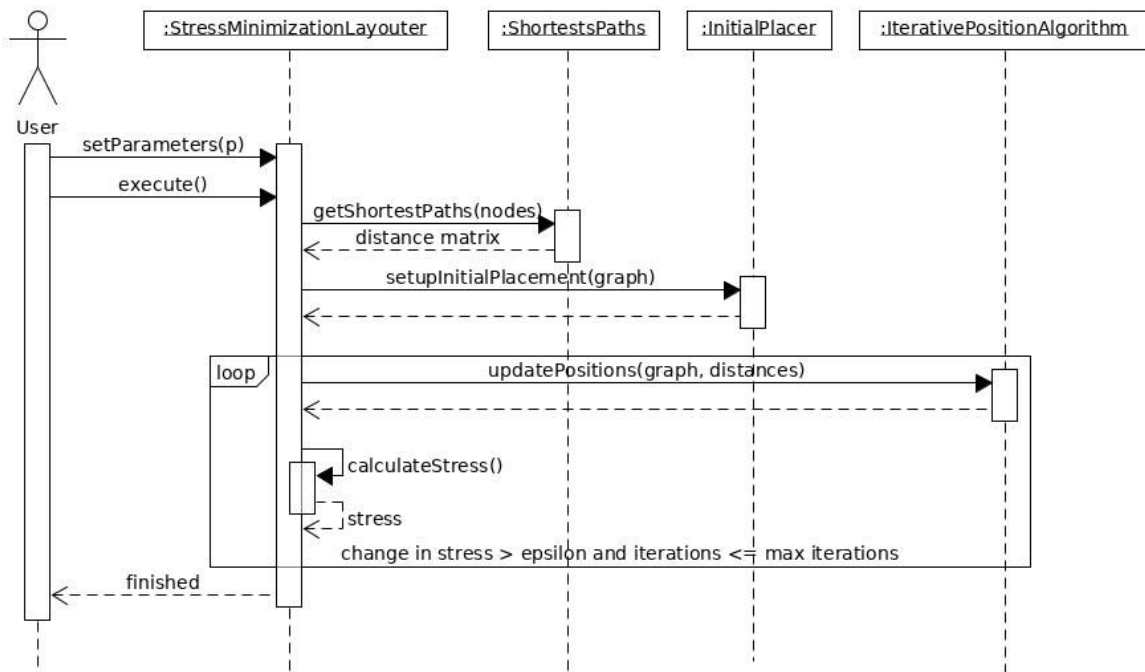 :StressMinimizationLayouter
:ShortestsPaths
:InitialPlacer
:IterativePositionAlgorithm
User
setParameters(p)
execute()
getShortestPaths(nodes)
distance matrix
setupInitialPlacement(graph)
loop
updatePositions(graph, distances)
calculateStress()
stress
change in stress > epsilon and iterations <= max iterations
finished